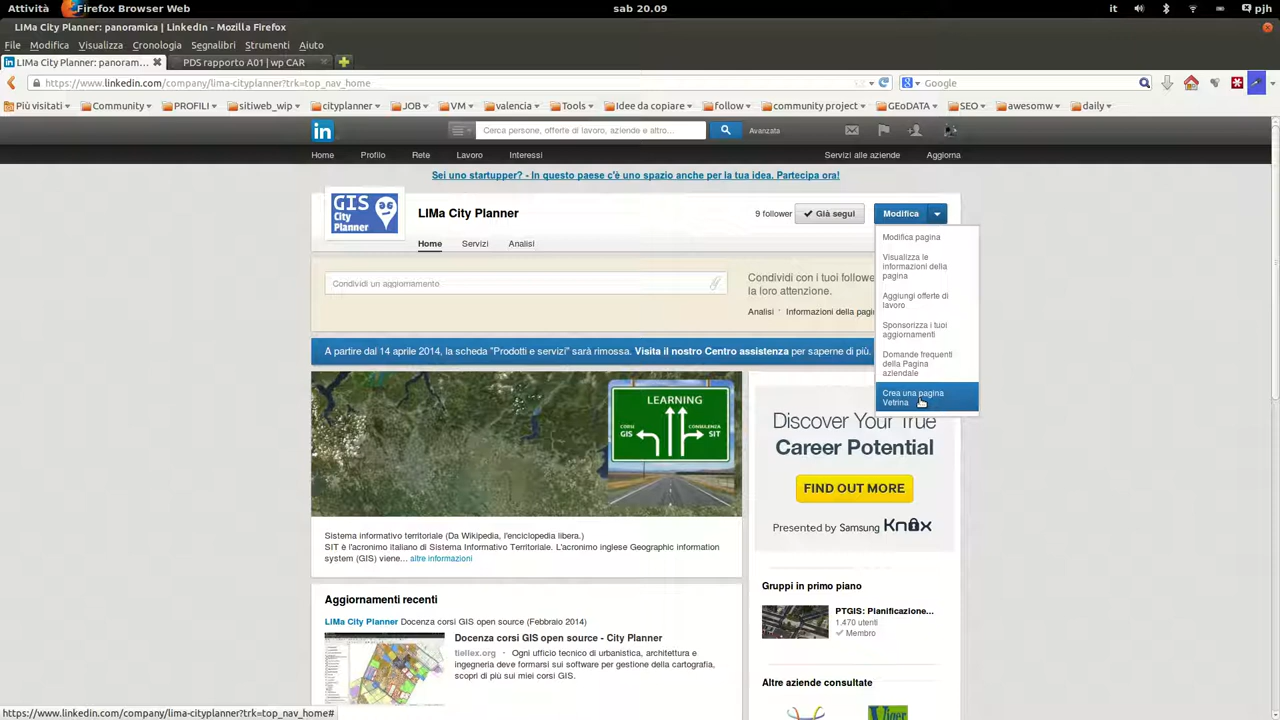 Attività Firefox Browser Web sab 20.09 it pjh
LIMa City Planner: panoramica | LinkedIn - Mozilla Firefox
File Modifica Visualizza Cronologia Segnalibri Strumenti Aiuto
LIMa City Planner: panoram... PDS rapporto A01 | wp CAR
https://www.linkedin.com/company/lima-cityplanner?trk=top_nav_home Google
Più visitati Community PROFILI sitiweb_wip cityplanner JOB VM valencia Tools Idee da copiare follow community project GEoDATA SEO awesomw daily
in Cerca persone, offerte di lavoro, aziende e altro... Avanzata
Home Profilo Rete Lavoro Interessi Servizi alle aziende Aggiorna
Sei uno startupper? - In questo paese c'è uno spazio anche per la tua idea. Partecipa ora!
GIS
City
Planner
LIMa City Planner 9 follower Già segui Modifica
Home Servizi Analisi
Modifica pagina
Visualizza le
informazioni della
pagina
Aggiungi offerte di
lavoro
Sponsorizza i tuoi
aggiornamenti
Domande frequenti
della Pagina
aziendale
Crea una pagina
Vetrina
Condividi un aggiornamento
Condividi con i tuoi followe
la loro attenzione.
Analisi · Informazioni della pagi
A partire dal 14 aprile 2014, la scheda "Prodotti e servizi" sarà rimossa. Visita il nostro Centro assistenza per saperne di più.
LEARNING
CORSI
GIS
CONSULENZA
SIT
Discover Your True
Career Potential
FIND OUT MORE
Presented by Samsung Knox
Sistema informativo territoriale (Da Wikipedia, l'enciclopedia libera.)
SIT è l'acronimo italiano di Sistema Informativo Territoriale. L'acronimo inglese Geographic information
system (GIS) viene... altre informazioni
Gruppi in primo piano
PTGIS: Pianificazione...
1.470 utenti
Membro
Aggiornamenti recenti
LIMa City Planner Docenza corsi GIS open source (Febbraio 2014)
Docenza corsi GIS open source - City Planner
tiellex.org · Ogni ufficio tecnico di urbanistica, architettura e
ingegneria deve formarsi sui software per gestione della cartografia,
scopri di più sui miei corsi GIS.
Altre aziende consultate
Viger
https://www.linkedin.com/company/lima-cityplanner?trk=top_nav_home#